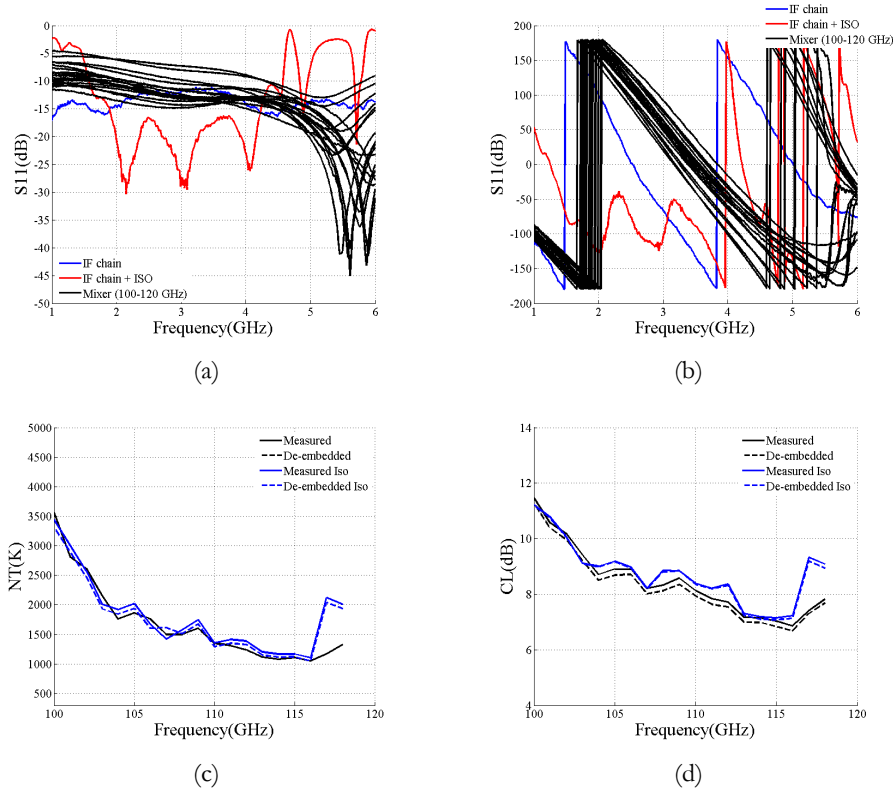 0
-5
-10
-15
-20
-25
-30
-35
-40
-45
-50
S11(dB)
IF chain
IF chain + ISO
Mixer (100-120 GHz)
1 2 3 4 5 6
Frequency(GHz)
(a)
IF chain
IF chain + ISO
Mixer (100-120 GHz)
200
150
100
50
0
-50
-100
-150
-200
S11(dB)
1 2 3 4 5 6
Frequency(GHz)
(b)
5000
4500
4000
3500
3000
2500
2000
1500
1000
500
NT(K)
Measured
De-embedded
Measured Iso
De-embedded Iso
100 105 110 115 120
Frequency(GHz)
(c)
14
12
10
8
6
4
CL(dB)
Measured
De-embedded
Measured Iso
De-embedded Iso
100 105 110 115 120
Frequency(GHz)
(d)